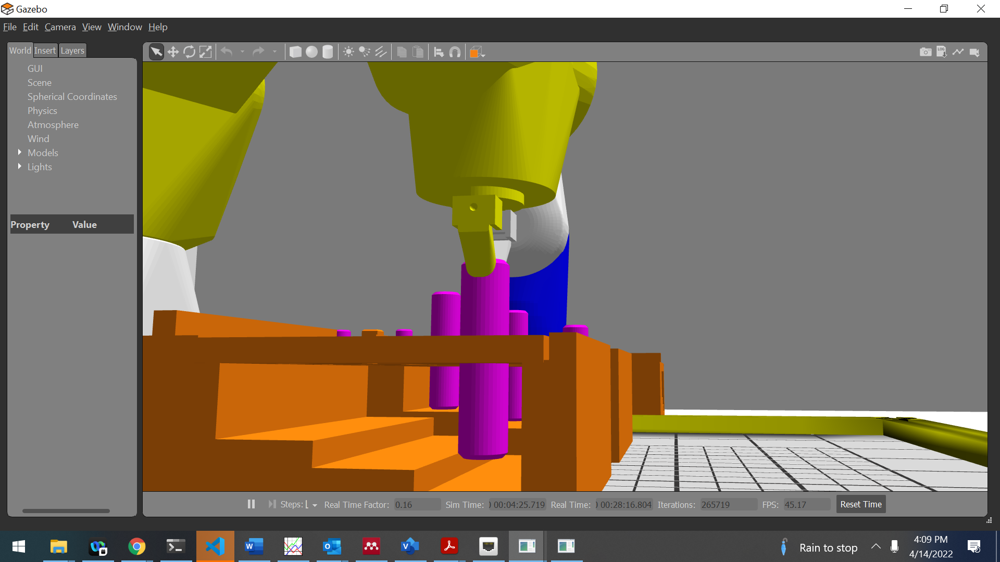 Gazebo
File Edit Camera View Window Help
World Insert Layers
LOG
GUI
Scene
Spherical Coordinates
Physics
Atmosphere
Wind
Models
Lights
Property Value
Steps: Real Time Factor: 0.16 Sim Time: 00:04:25.719 Real Time: 00:28:16.804 Iterations: 265719 FPS: 45.17 Reset Time
W O V
Rain to stop
4:09 PM
4/14/2022